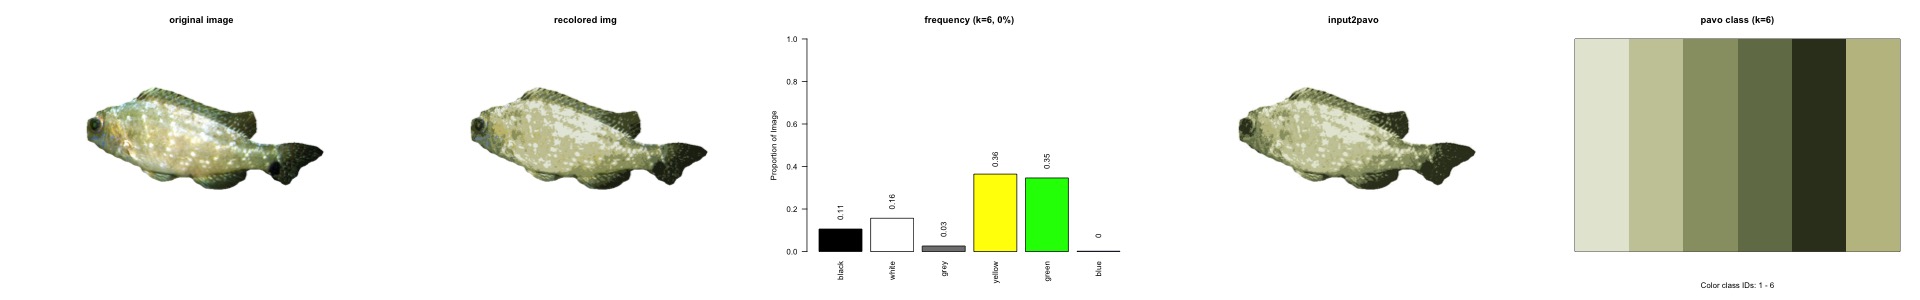 original image
recolored img
frequency (k=6, 0%)
input2pavo
pavo class (k=6)
Proportion of Image
1.0
0.8
0.6
0.4
0.2
0.0
0.11
0.16
0.03
0.36
0.35
0
black
white
grey
yellow
green
blue
Color class IDs: 1 - 6